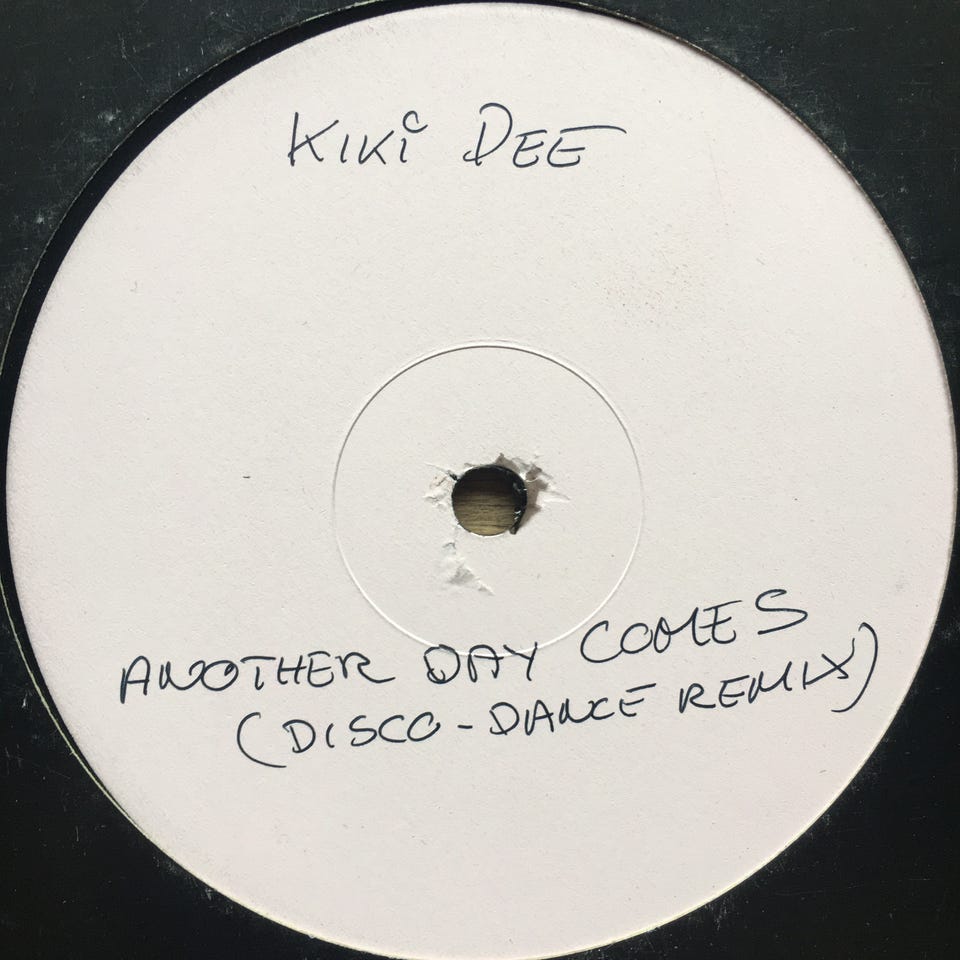 KIKi DEE
ANOTHER DAY COMES
(DISCO-DANCE REMIX)